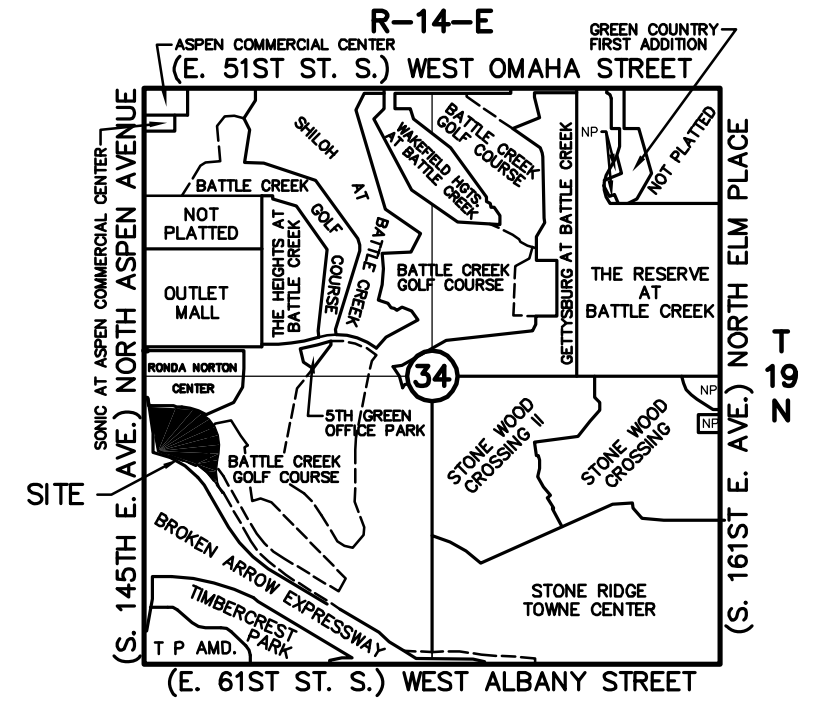 R-14-E
ASPEN COMMERCIAL CENTER
GREEN COUNTRY
FIRST ADDITION
(E. 51ST ST. S.) WEST OMAHA STREET
SONIC AT ASPEN COMMERCIAL CENTER
(S. 145TH E. AVE.) NORTH ASPEN AVENUE
SHILOH
AT
BATTLE CREEK
WAKEFIELD HGTS.
AT BATTLE CREEK
BATTLE CREEK
GOLF COURSE
NP
NOT PLATTED
BATTLE CREEK
GOLF
COURSE
NOT
PLATTED
THE HEIGHTS AT
BATTLE CREEK
BATTLE CREEK
GOLF COURSE
GETTYSBURG AT BATTLE CREEK
THE RESERVE
AT
BATTLE CREEK
OUTLET
MALL
(S. 161ST E. AVE.) NORTH ELM PLACE
T
19
N
RONDA NORTON
CENTER
34
NP
5TH GREEN
OFFICE PARK
STONE WOOD
CROSSING II
STONE WOOD
CROSSING
NP
BATTLE CREEK
GOLF COURSE
SITE
BROKEN ARROW EXPRESSWAY
TIMBERCREST
PARK
STONE RIDGE
TOWNE CENTER
T P AMD.
(E. 61ST ST. S.) WEST ALBANY STREET